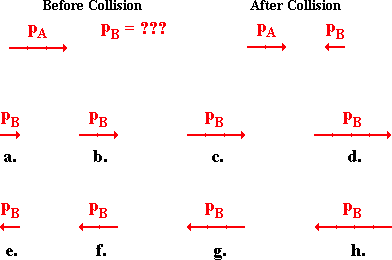 Before Collision After Collision
pA pB = ??? pA pB
pB pB pB pB
a. b. c. d.
pB pB pB pB
e. f. g. h.